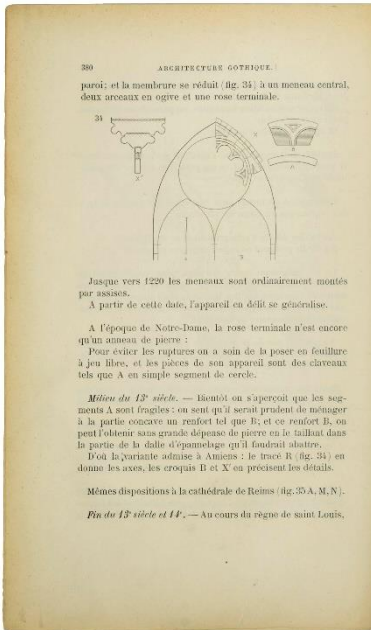 380
ARCHITECTURE GOTHIQUE.
paroi; et la membrure se réduit (fig. 34) à un meneau central,
deux arceaux en ogive et une rose terminale.
34
Jusque vers 1220 les meneaux sont ordinairement montés
par assises.
A partir de cette date, l'appareil en délit se généralise.
A l'époque de Notre-Dame, la rose terminale n'est encore
qu'un anneau de pierre :
Pour éviter les ruptures on a soin de la poser en feuillure
à jeu libre, et les pièces de son appareil sont des claveaux
tels que A en simple segment de cercle.
Milieu du 13e siècle. — Bientôt on s'aperçoit que les seg-
ments A sont fragiles : on sent qu'il serait prudent de ménager
à la partie concave un renfort tel que B; et ce renfort B, on
peut l'obtenir sans grande dépense de pierre en le taillant dans
la partie de la dalle d'épannelage qu'il faudrait abattre.
D'où la variante admise à Amiens : le tracé R (fig. 34) en
donne les axes, les croquis B et X' en précisent les détails.
Mêmes dispositions à la cathédrale de Reims (fig. 35 A, M, N).
Fin du 13e siècle et 14e. — Au cours du règne de saint Louis,